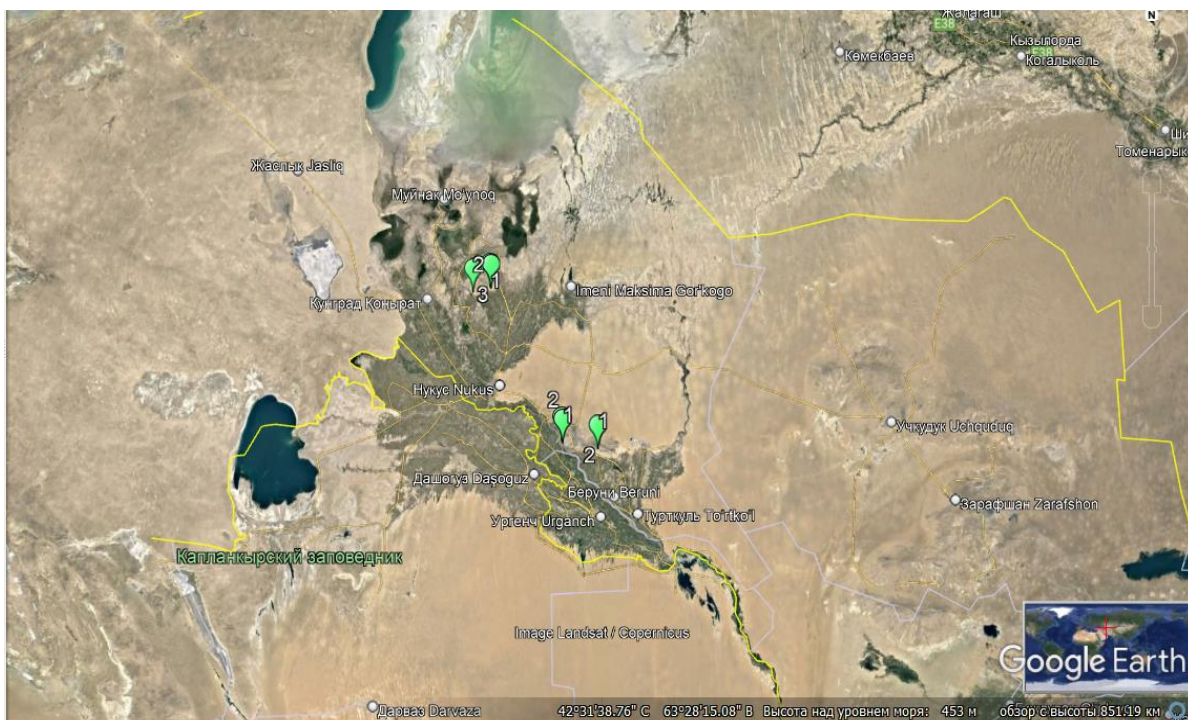 N
Жалагаш
E38
Кызылорда
E38
Когалыколь
Көмекбаев
Ши
Томенарык
Жаслык Jasliq
Муйнак Mo'ynoq
2
1
3
Imeni Maksima Gor'kogo
Кунград Қоңырат
Нукус Nukus
2
1
1
2
Учкудук Uchquduq
Дашогуз Daşoguz
Беруни Beruni
Зарафшан Zarafshon
Ургенч Urganch
Турткуль To'rtko'l
Капланкырский заповедник
Image Landsat / Copernicus
Google Earth
Дарваз Darvaza
42°31'38.76" С 63°28'15.08" В Высота над уровнем моря: 453 м обзор с высоты 851.19 км